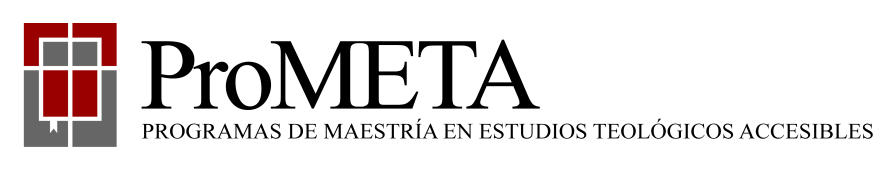 ProMETA
PROGRAMAS DE MAESTRÍA EN ESTUDIOS TEOLÓGICOS ACCESIBLES